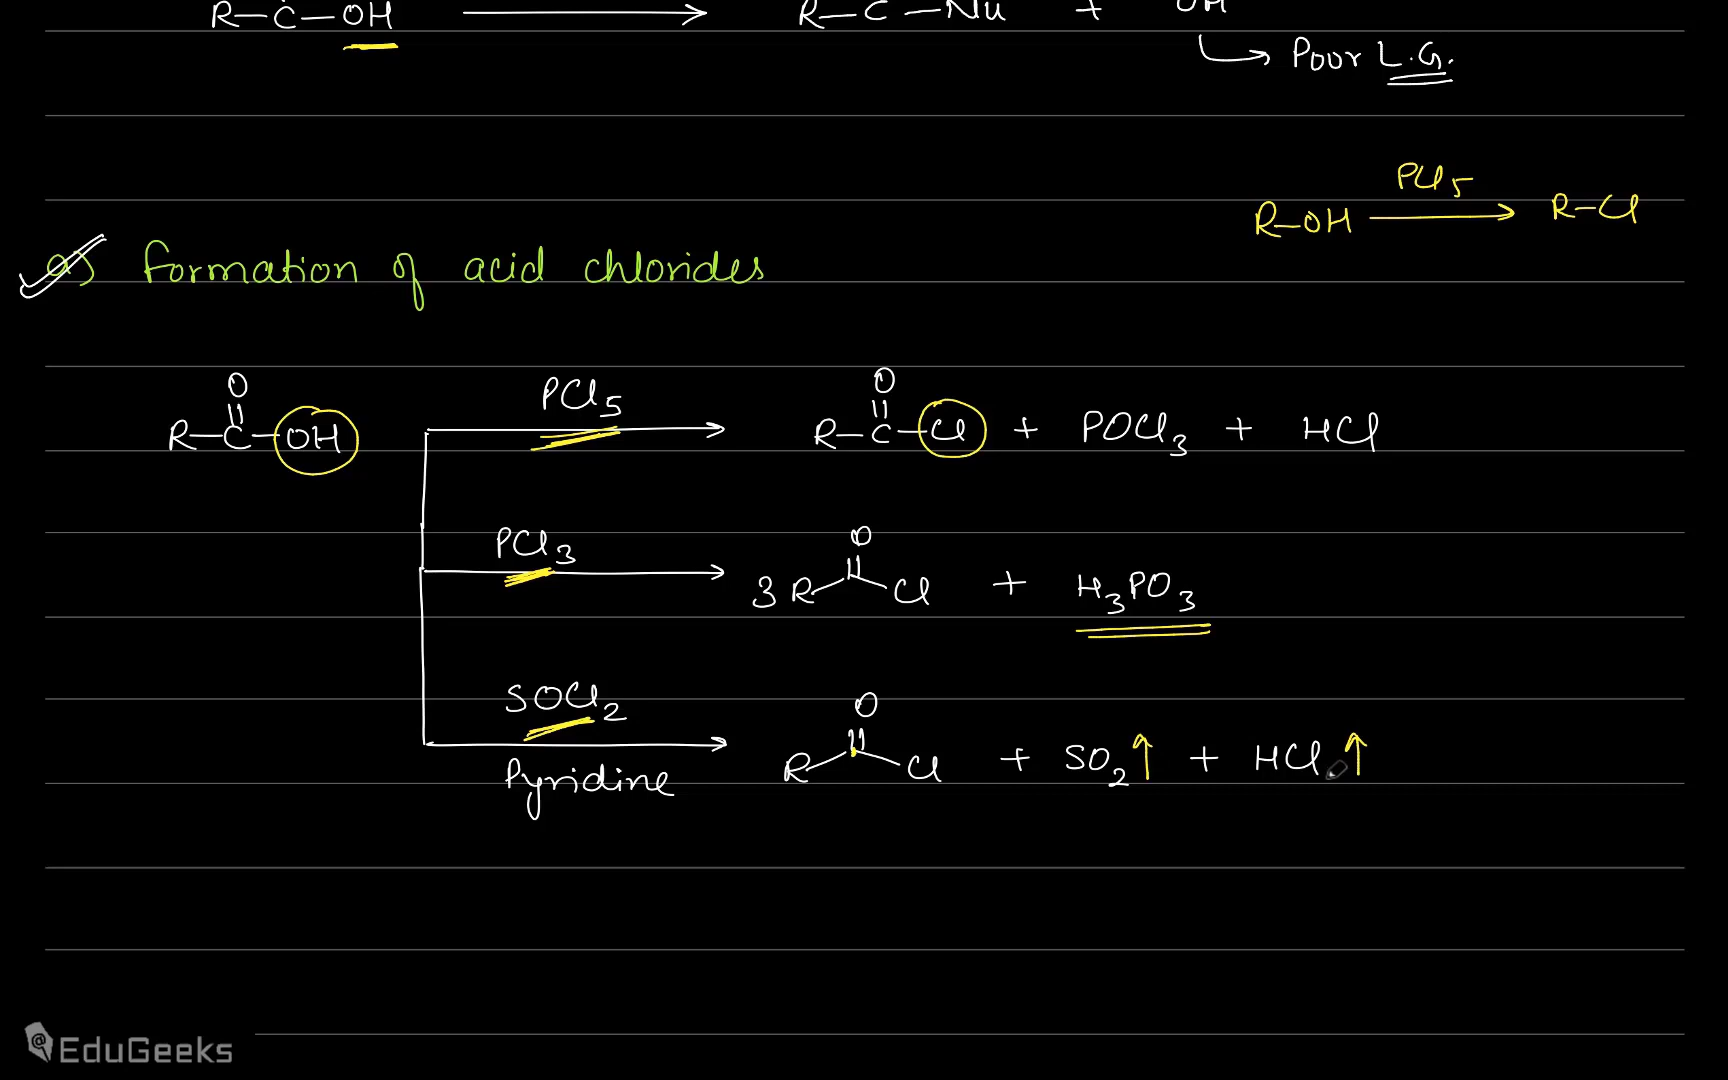 R-C-OH → R-C-Nu + OH
↳ Poor L.G.
PCl5
R-OH → R-Cl
a) Formation of acid chlorides
O PCl5 O
R-C-OH → R-C-Cl + POCl3 + HCl
PCl3 O
→ 3 R Cl + H3PO3
SOCl2 O
→ R Cl + SO2↑ + HCl↑
Pyridine
EduGeeks